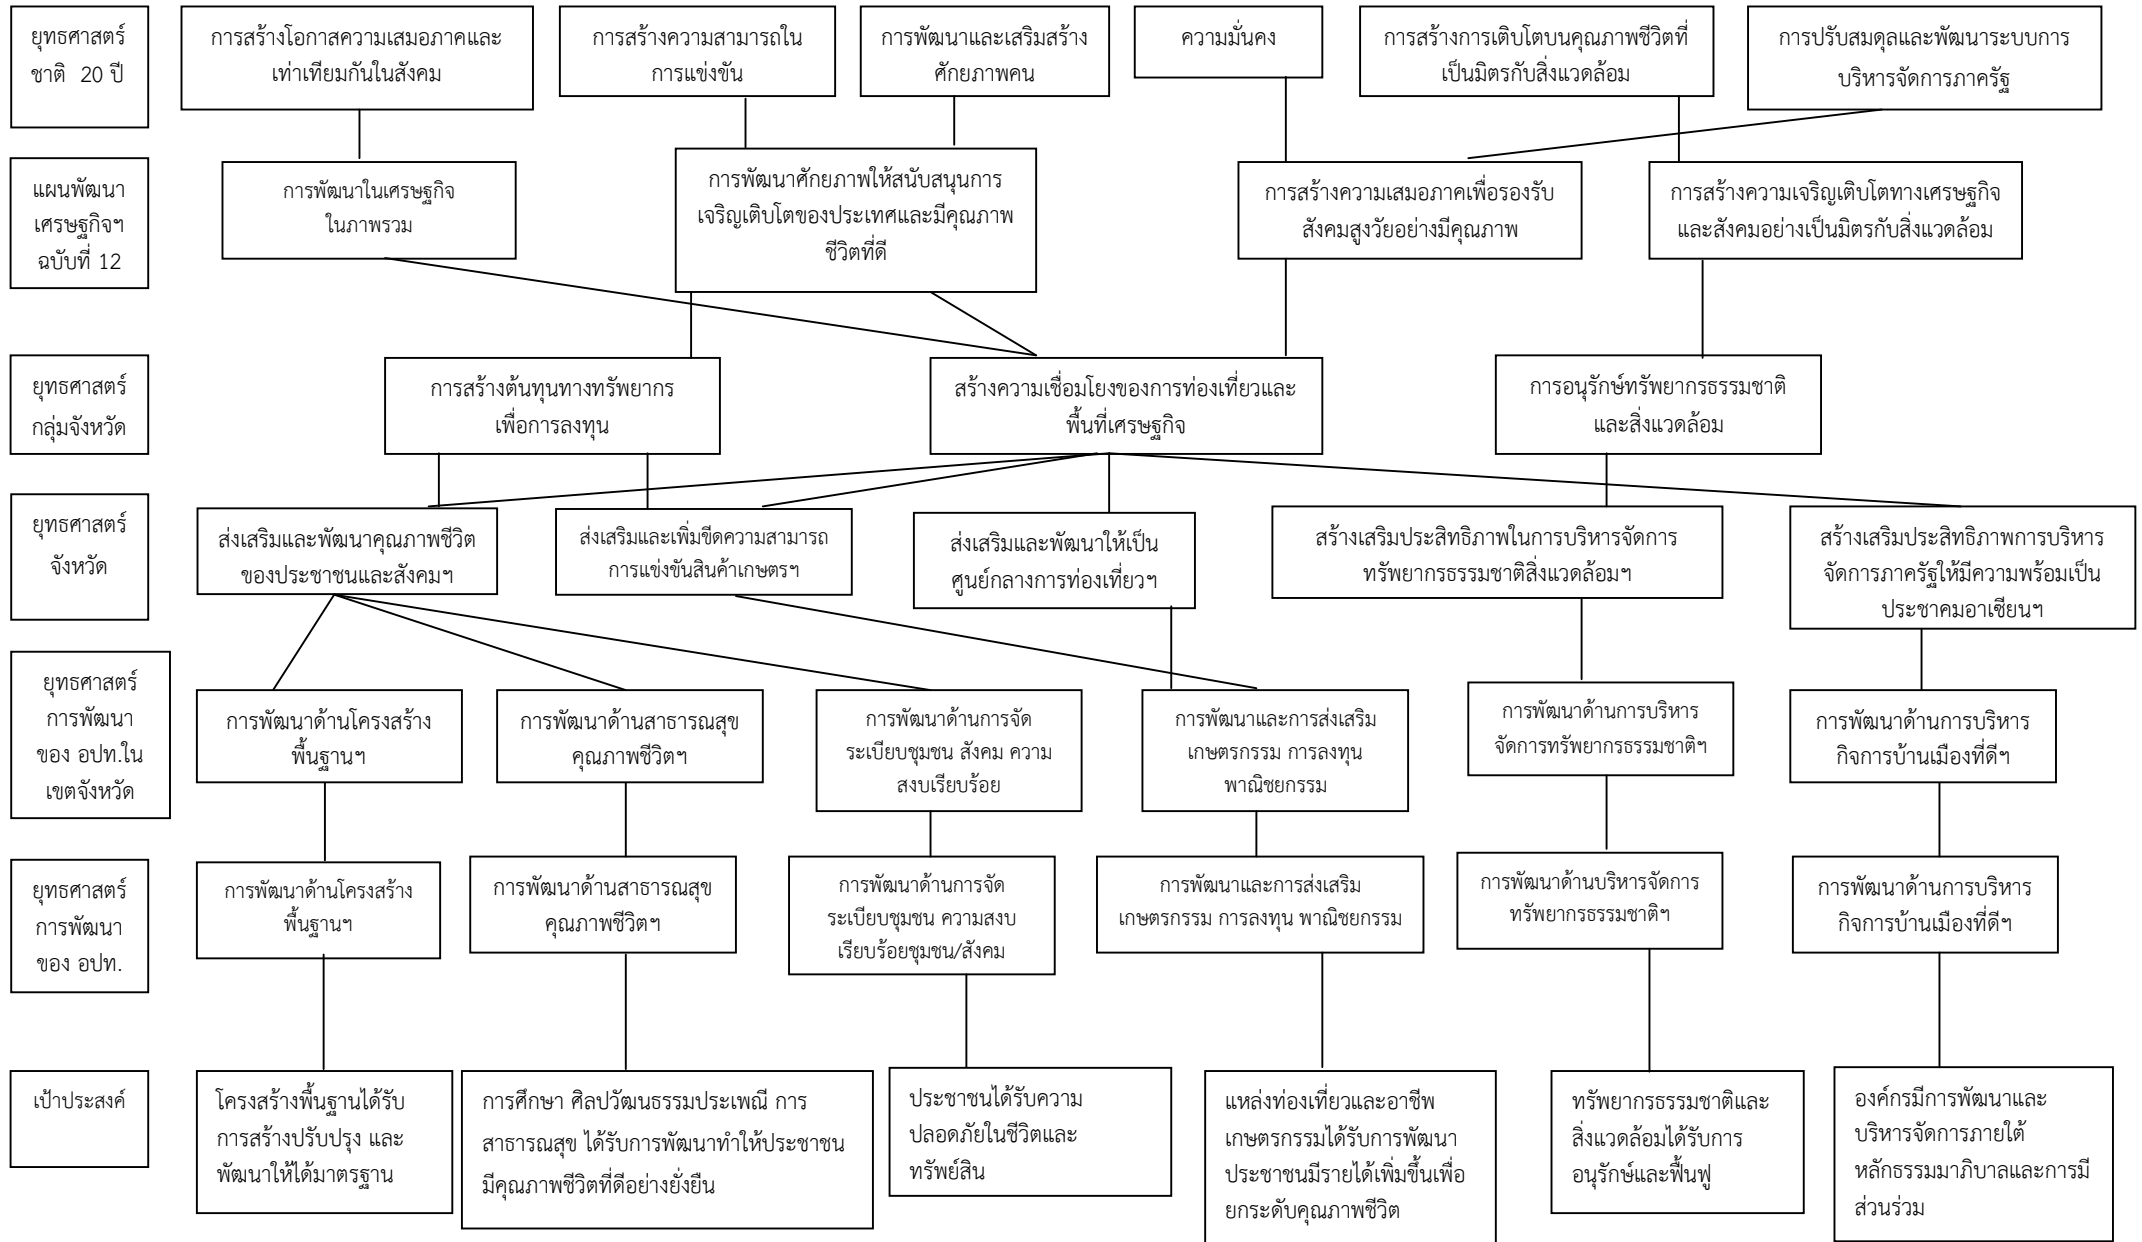 ยุทธศาสตร์
ชาติ 20 ปี
การสร้างโอกาสความเสมอภาคและ
เท่าเทียมกันในสังคม
การสร้างความสามารถใน
การแข่งขัน
การพัฒนาและเสริมสร้าง
ศักยภาพคน
ความมั่นคง
การสร้างการเติบโตบนคุณภาพชีวิตที่
เป็นมิตรกับสิ่งแวดล้อม
การปรับสมดุลและพัฒนาระบบการ
บริหารจัดการภาครัฐ
แผนพัฒนา
เศรษฐกิจฯ
ฉบับที่ 12
การพัฒนาในเศรษฐกิจ
ในภาพรวม
การพัฒนาศักยภาพให้สนับสนุนการ
เจริญเติบโตของประเทศและมีคุณภาพ
ชีวิตที่ดี
การสร้างความเสมอภาคเพื่อรองรับ
สังคมสูงวัยอย่างมีคุณภาพ
การสร้างความเจริญเติบโตทางเศรษฐกิจ
และสังคมอย่างเป็นมิตรกับสิ่งแวดล้อม
ยุทธศาสตร์
กลุ่มจังหวัด
การสร้างต้นทุนทางทรัพยากร
เพื่อการลงทุน
สร้างความเชื่อมโยงของการท่องเที่ยวและ
พื้นที่เศรษฐกิจ
การอนุรักษ์ทรัพยากรธรรมชาติ
และสิ่งแวดล้อม
ยุทธศาสตร์
จังหวัด
ส่งเสริมและพัฒนาคุณภาพชีวิต
ของประชาชนและสังคมฯ
ส่งเสริมและเพิ่มขีดความสามารถ
การแข่งขันสินค้าเกษตรฯ
ส่งเสริมและพัฒนาให้เป็น
ศูนย์กลางการท่องเที่ยวฯ
สร้างเสริมประสิทธิภาพในการบริหารจัดการ
ทรัพยากรธรรมชาติสิ่งแวดล้อมฯ
สร้างเสริมประสิทธิภาพการบริหาร
จัดการภาครัฐให้มีความพร้อมเป็น
ประชาคมอาเซียนฯ
ยุทธศาสตร์
การพัฒนา
ของ อปท.ใน
เขตจังหวัด
การพัฒนาด้านโครงสร้าง
พื้นฐานฯ
การพัฒนาด้านสาธารณสุข
คุณภาพชีวิตฯ
การพัฒนาด้านการจัด
ระเบียบชุมชน สังคม ความ
สงบเรียบร้อย
การพัฒนาและการส่งเสริม
เกษตรกรรม การลงทุน
พาณิชยกรรม
การพัฒนาด้านการบริหาร
จัดการทรัพยากรธรรมชาติฯ
การพัฒนาด้านการบริหาร
กิจการบ้านเมืองที่ดีฯ
ยุทธศาสตร์
การพัฒนา
ของ อปท.
การพัฒนาด้านโครงสร้าง
พื้นฐานฯ
การพัฒนาด้านสาธารณสุข
คุณภาพชีวิตฯ
การพัฒนาด้านการจัด
ระเบียบชุมชน ความสงบ
เรียบร้อยชุมชน/สังคม
การพัฒนาและการส่งเสริม
เกษตรกรรม การลงทุน พาณิชยกรรม
การพัฒนาด้านบริหารจัดการ
ทรัพยากรธรรมชาติฯ
การพัฒนาด้านการบริหาร
กิจการบ้านเมืองที่ดีฯ
เป้าประสงค์
โครงสร้างพื้นฐานได้รับ
การสร้างปรับปรุง และ
พัฒนาให้ได้มาตรฐาน
การศึกษา ศิลปวัฒนธรรมประเพณี การ
สาธารณสุข ได้รับการพัฒนาทำให้ประชาชน
มีคุณภาพชีวิตที่ดีอย่างยั่งยืน
ประชาชนได้รับความ
ปลอดภัยในชีวิตและ
ทรัพย์สิน
แหล่งท่องเที่ยวและอาชีพ
เกษตรกรรมได้รับการพัฒนา
ประชาชนมีรายได้เพิ่มขึ้นเพื่อ
ยกระดับคุณภาพชีวิต
ทรัพยากรธรรมชาติและ
สิ่งแวดล้อมได้รับการ
อนุรักษ์และฟื้นฟู
องค์กรมีการพัฒนาและ
บริหารจัดการภายใต้
หลักธรรมมาภิบาลและการมี
ส่วนร่วม